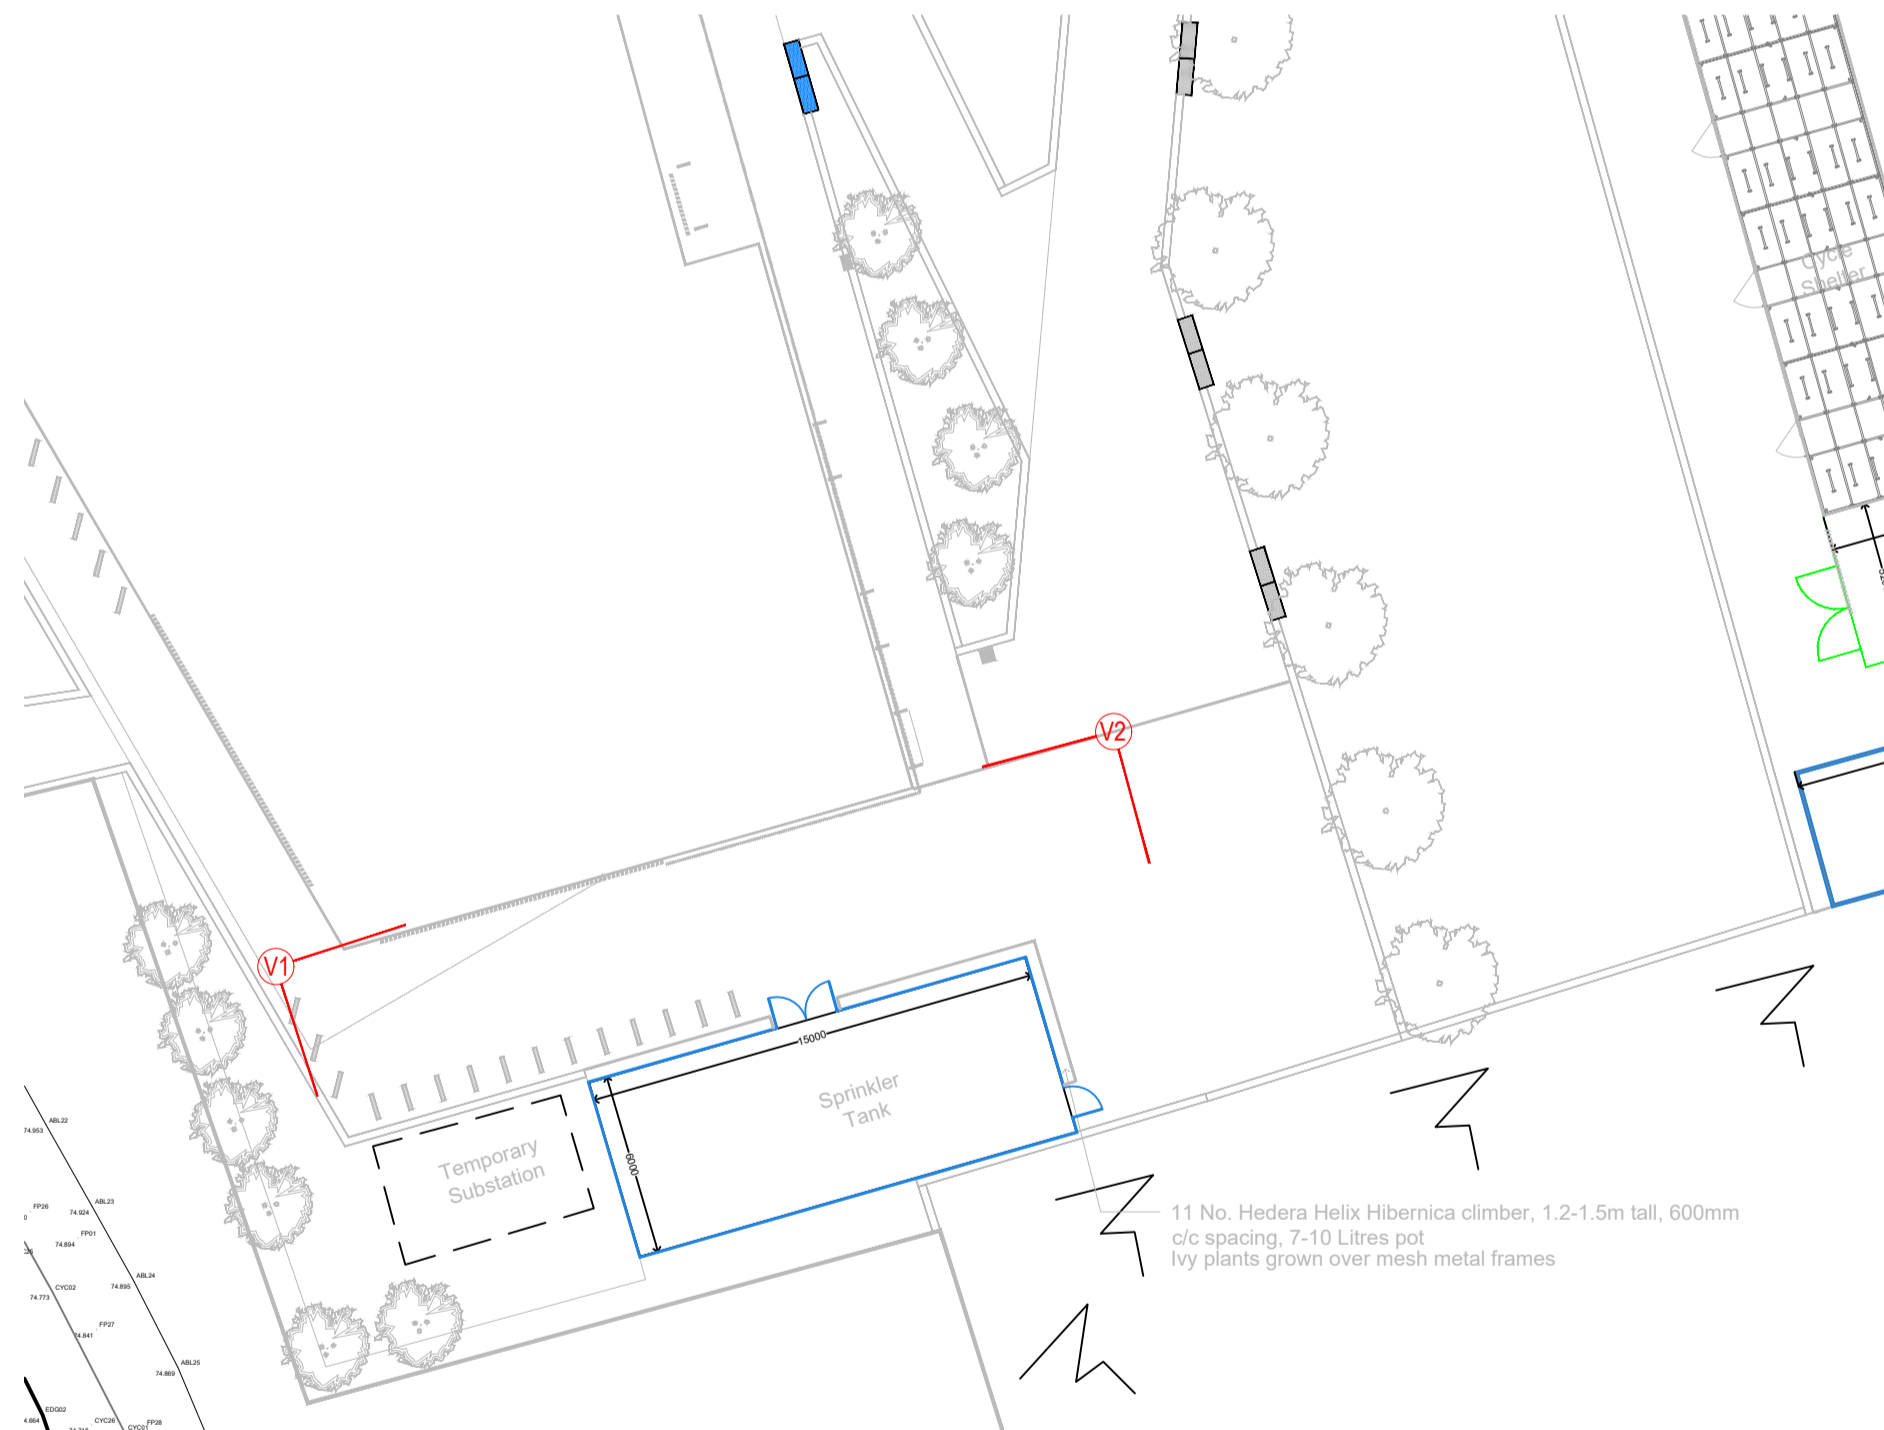 Cycle
Shelter
V2
V1
15000
Sprinkler
Tank
6000
Temporary
Substation
11 No. Hedera Helix Hibernica climber, 1.2-1.5m tall, 600mm
c/c spacing, 7-10 Litres pot
Ivy plants grown over mesh metal frames
ABL22
74.953
ABL23
FP26
74.924
FP01
74.894
ABL24
CYC02
74.895
74.773
FP27
74.841
ABL25
74.869
EDG02
CYC26
FP28
CYC01